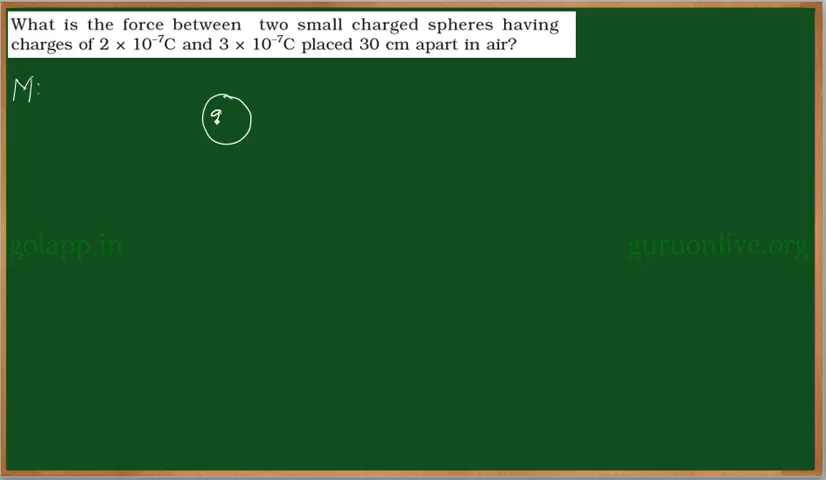 What is the force between two small charged spheres having
charges of 2 × 10⁻⁷C and 3 × 10⁻⁷C placed 30 cm apart in air?
M:
q
golapp.in
guruonlive.org